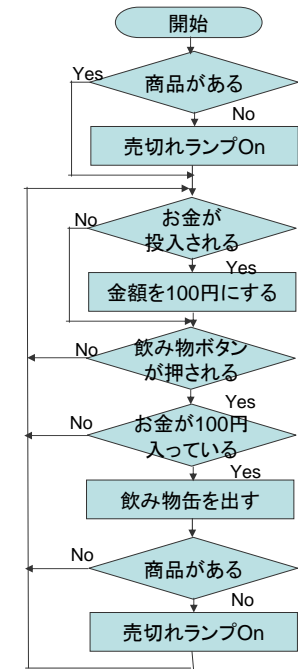 開始
商品がある
Yes
No
売切れランプOn
お金が
投入される
No
Yes
金額を100円にする
飲み物ボタン
が押される
No
Yes
お金が100円
入っている
No
Yes
飲み物缶を出す
商品がある
No
No
売切れランプOn